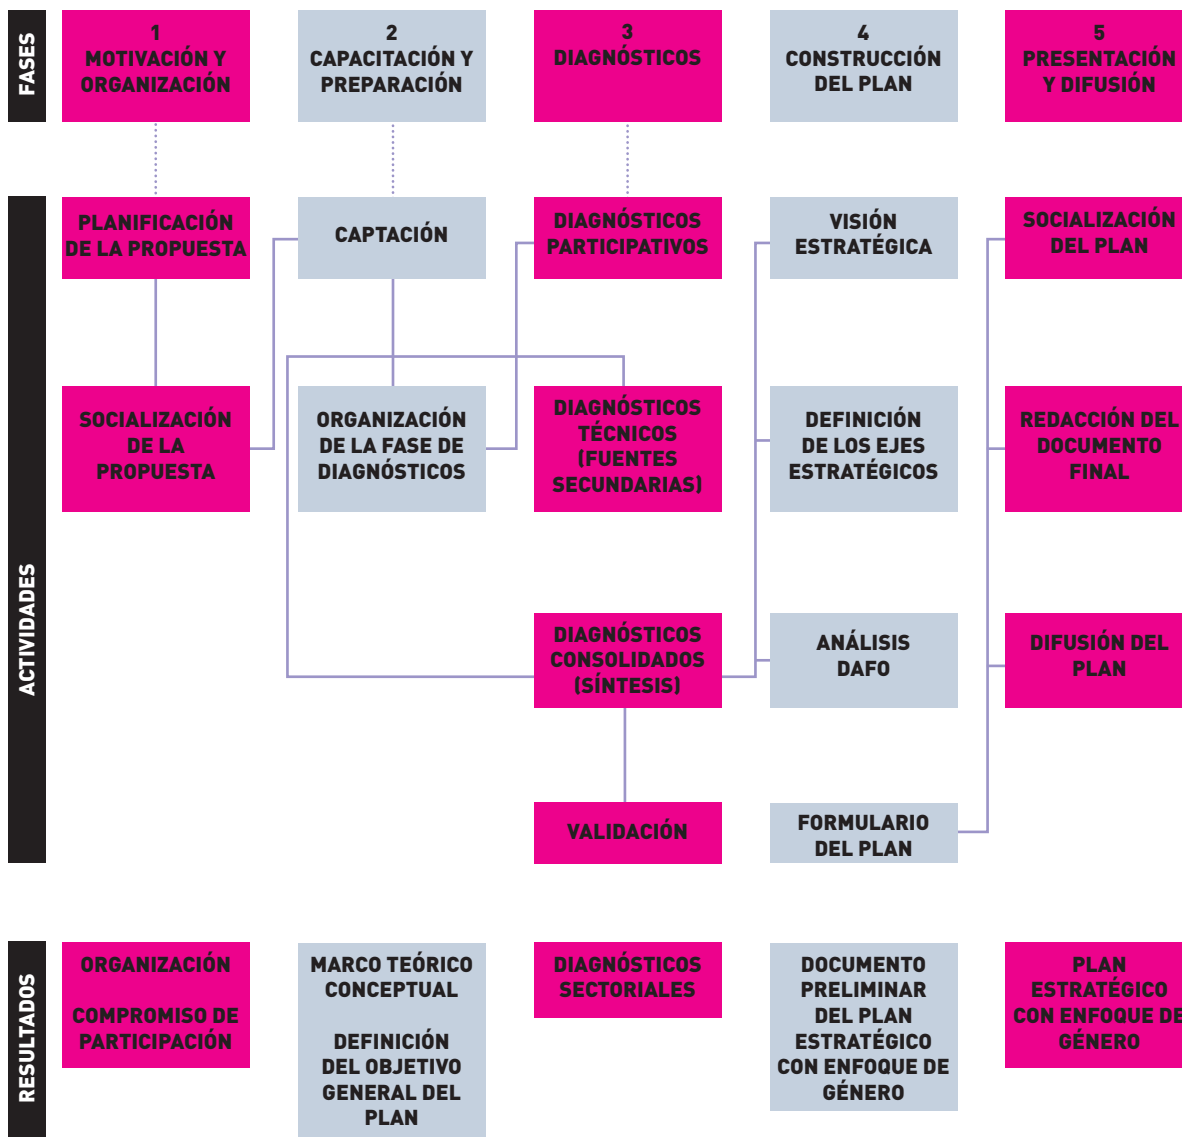 FASES
1
MOTIVACIÓN Y
ORGANIZACIÓN
2
CAPACITACIÓN Y
PREPARACIÓN
3
DIAGNÓSTICOS
4
CONSTRUCCIÓN
DEL PLAN
5
PRESENTACIÓN
Y DIFUSIÓN
ACTIVIDADES
PLANIFICACIÓN
DE LA PROPUESTA
CAPTACIÓN
DIAGNÓSTICOS
PARTICIPATIVOS
VISIÓN
ESTRATÉGICA
SOCIALIZACIÓN
DEL PLAN
SOCIALIZACIÓN
DE LA
PROPUESTA
ORGANIZACIÓN
DE LA FASE DE
DIAGNÓSTICOS
DIAGNÓSTICOS
TÉCNICOS
(FUENTES
SECUNDARIAS)
DEFINICIÓN
DE LOS EJES
ESTRATÉGICOS
REDACCIÓN DEL
DOCUMENTO
FINAL
DIAGNÓSTICOS
CONSOLIDADOS
(SÍNTESIS)
ANÁLISIS
DAFO
DIFUSIÓN DEL
PLAN
VALIDACIÓN
FORMULARIO
DEL PLAN
RESULTADOS
ORGANIZACIÓN
COMPROMISO DE
PARTICIPACIÓN
MARCO TEÓRICO
CONCEPTUAL
DEFINICIÓN
DEL OBJETIVO
GENERAL DEL
PLAN
DIAGNÓSTICOS
SECTORIALES
DOCUMENTO
PRELIMINAR
DEL PLAN
ESTRATÉGICO
CON ENFOQUE DE
GÉNERO
PLAN
ESTRATÉGICO
CON ENFOQUE DE
GÉNERO